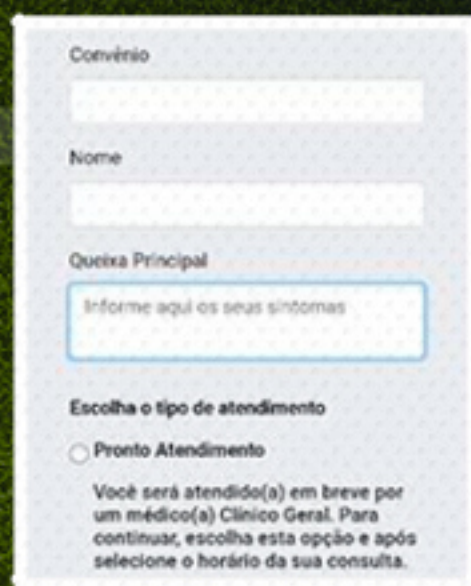 Convênio
Nome
Queixa Principal
Informe aqui os seus sintomas
Escolha o tipo de atendimento
Pronto Atendimento
Você será atendido(a) em breve por
um médico(a) Clínico Geral. Para
continuar, escolha esta opção e após
selecione o horário da sua consulta.